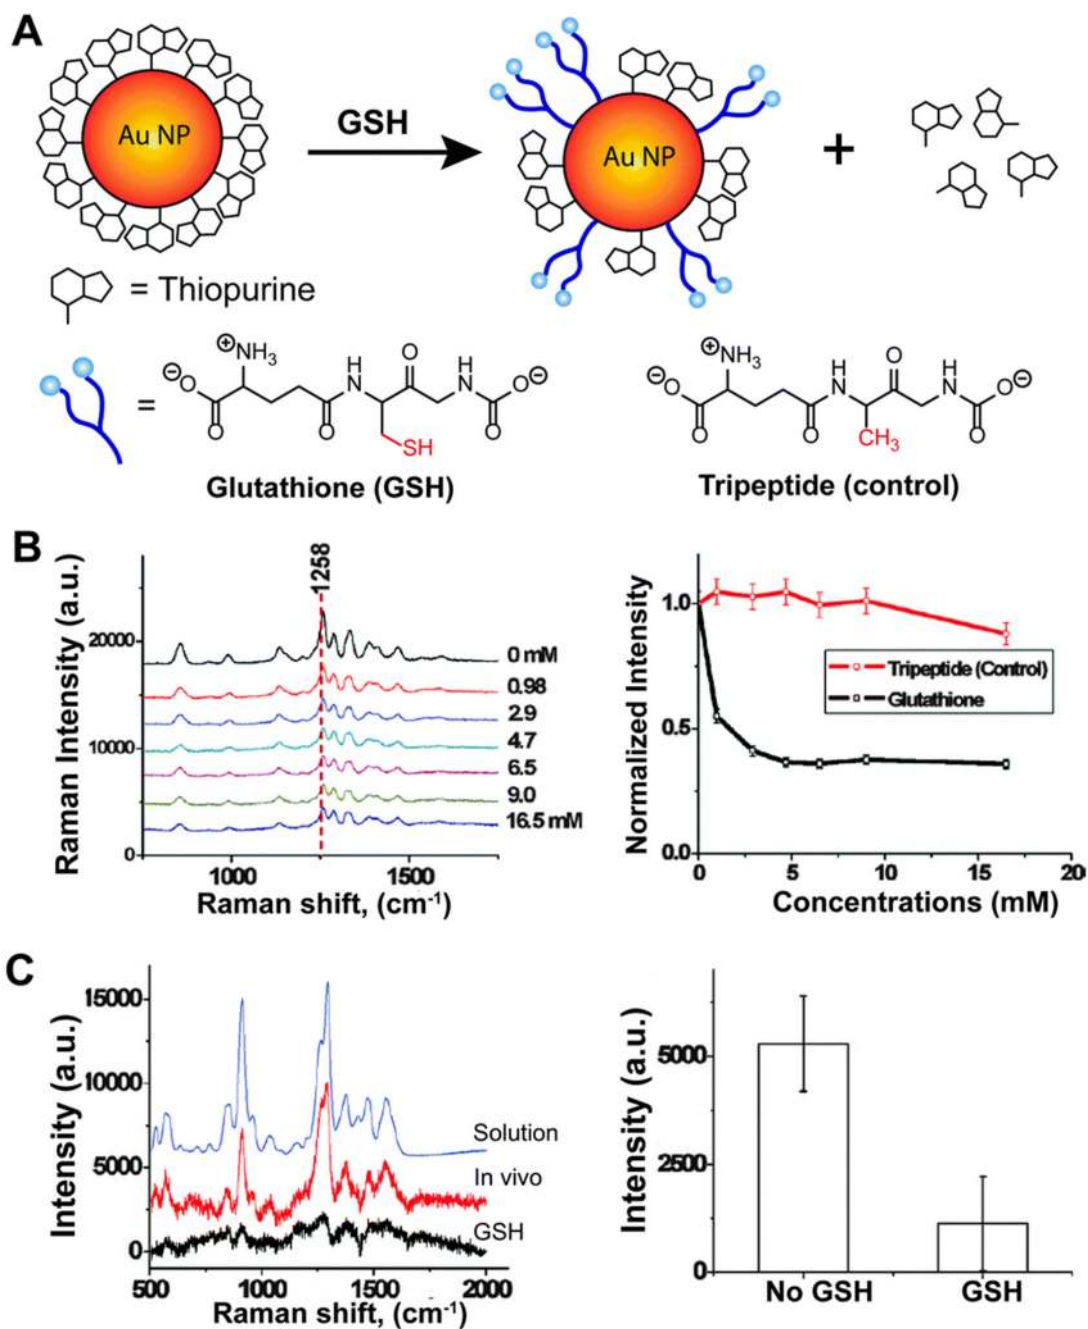 A
Au NP
GSH
Au NP
+
= Thiopurine
⊕
NH3
⊖O
O
O
H
N
O
H
N
O
O⊖
SH
=
Glutathione (GSH)
⊕
NH3
⊖O
O
O
H
N
O
H
N
O
O⊖
CH3
Tripeptide (control)
B
Raman Intensity (a.u.)
20000
10000
0
1258
0 mM
0.98
2.9
4.7
6.5
9.0
16.5 mM
1000
1500
Raman shift, (cm-1)
Normalized Intensity
1.0
0.5
0.0
Tripeptide (Control)
Glutathione
0
5
10
15
20
Concentrations (mM)
C
Intensity (a.u.)
15000
10000
5000
0
Solution
In vivo
GSH
500
1000
1500
2000
Raman shift, (cm-1)
Intensity (a.u.)
5000
2500
0
No GSH
GSH